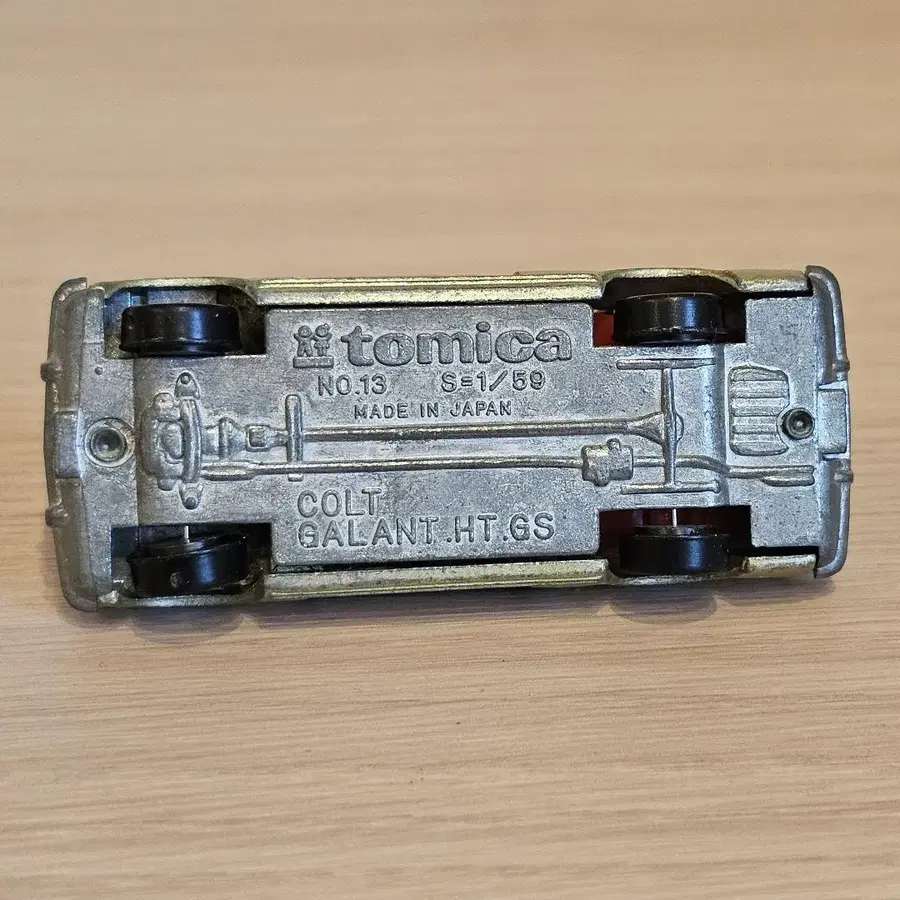 tomica
NO.13 S=1/59
MADE IN JAPAN
COLT
GALANT.HT.GS